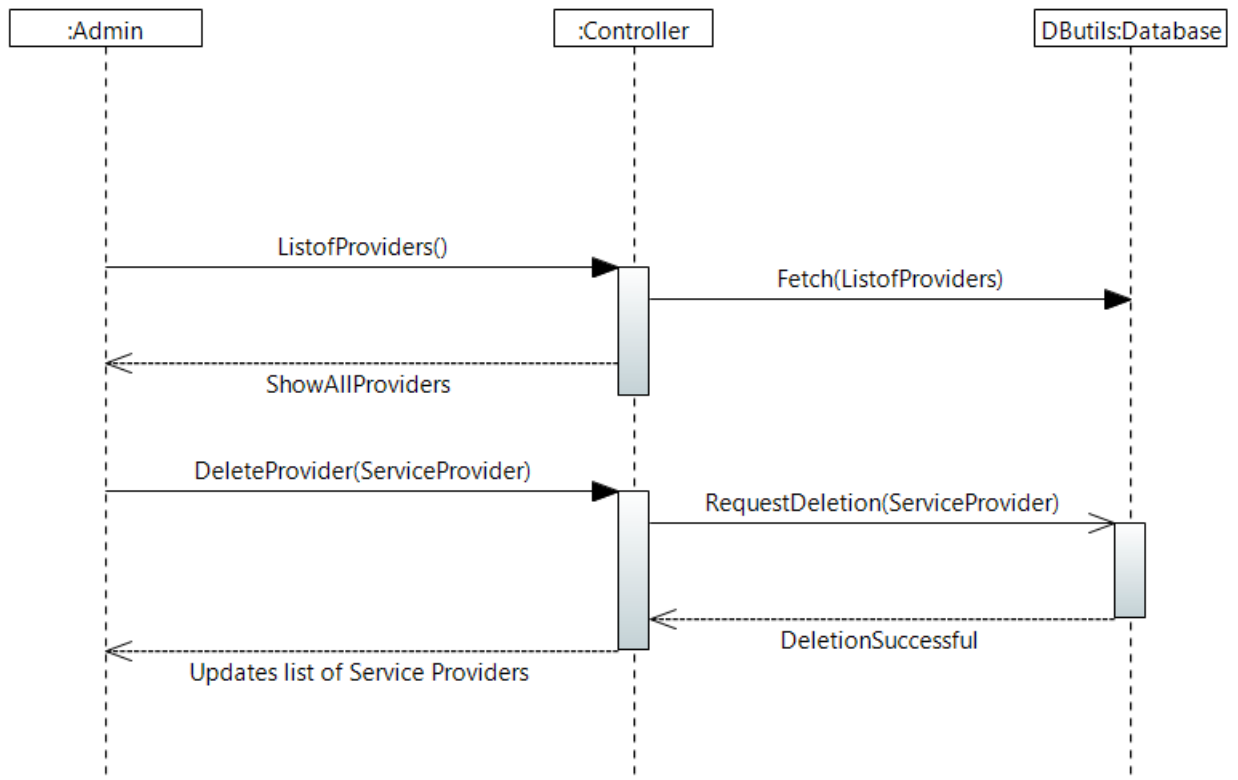 :Admin
:Controller
DButils:Database
ListofProviders()
Fetch(ListofProviders)
ShowAllProviders
DeleteProvider(ServiceProvider)
RequestDeletion(ServiceProvider)
DeletionSuccessful
Updates list of Service Providers